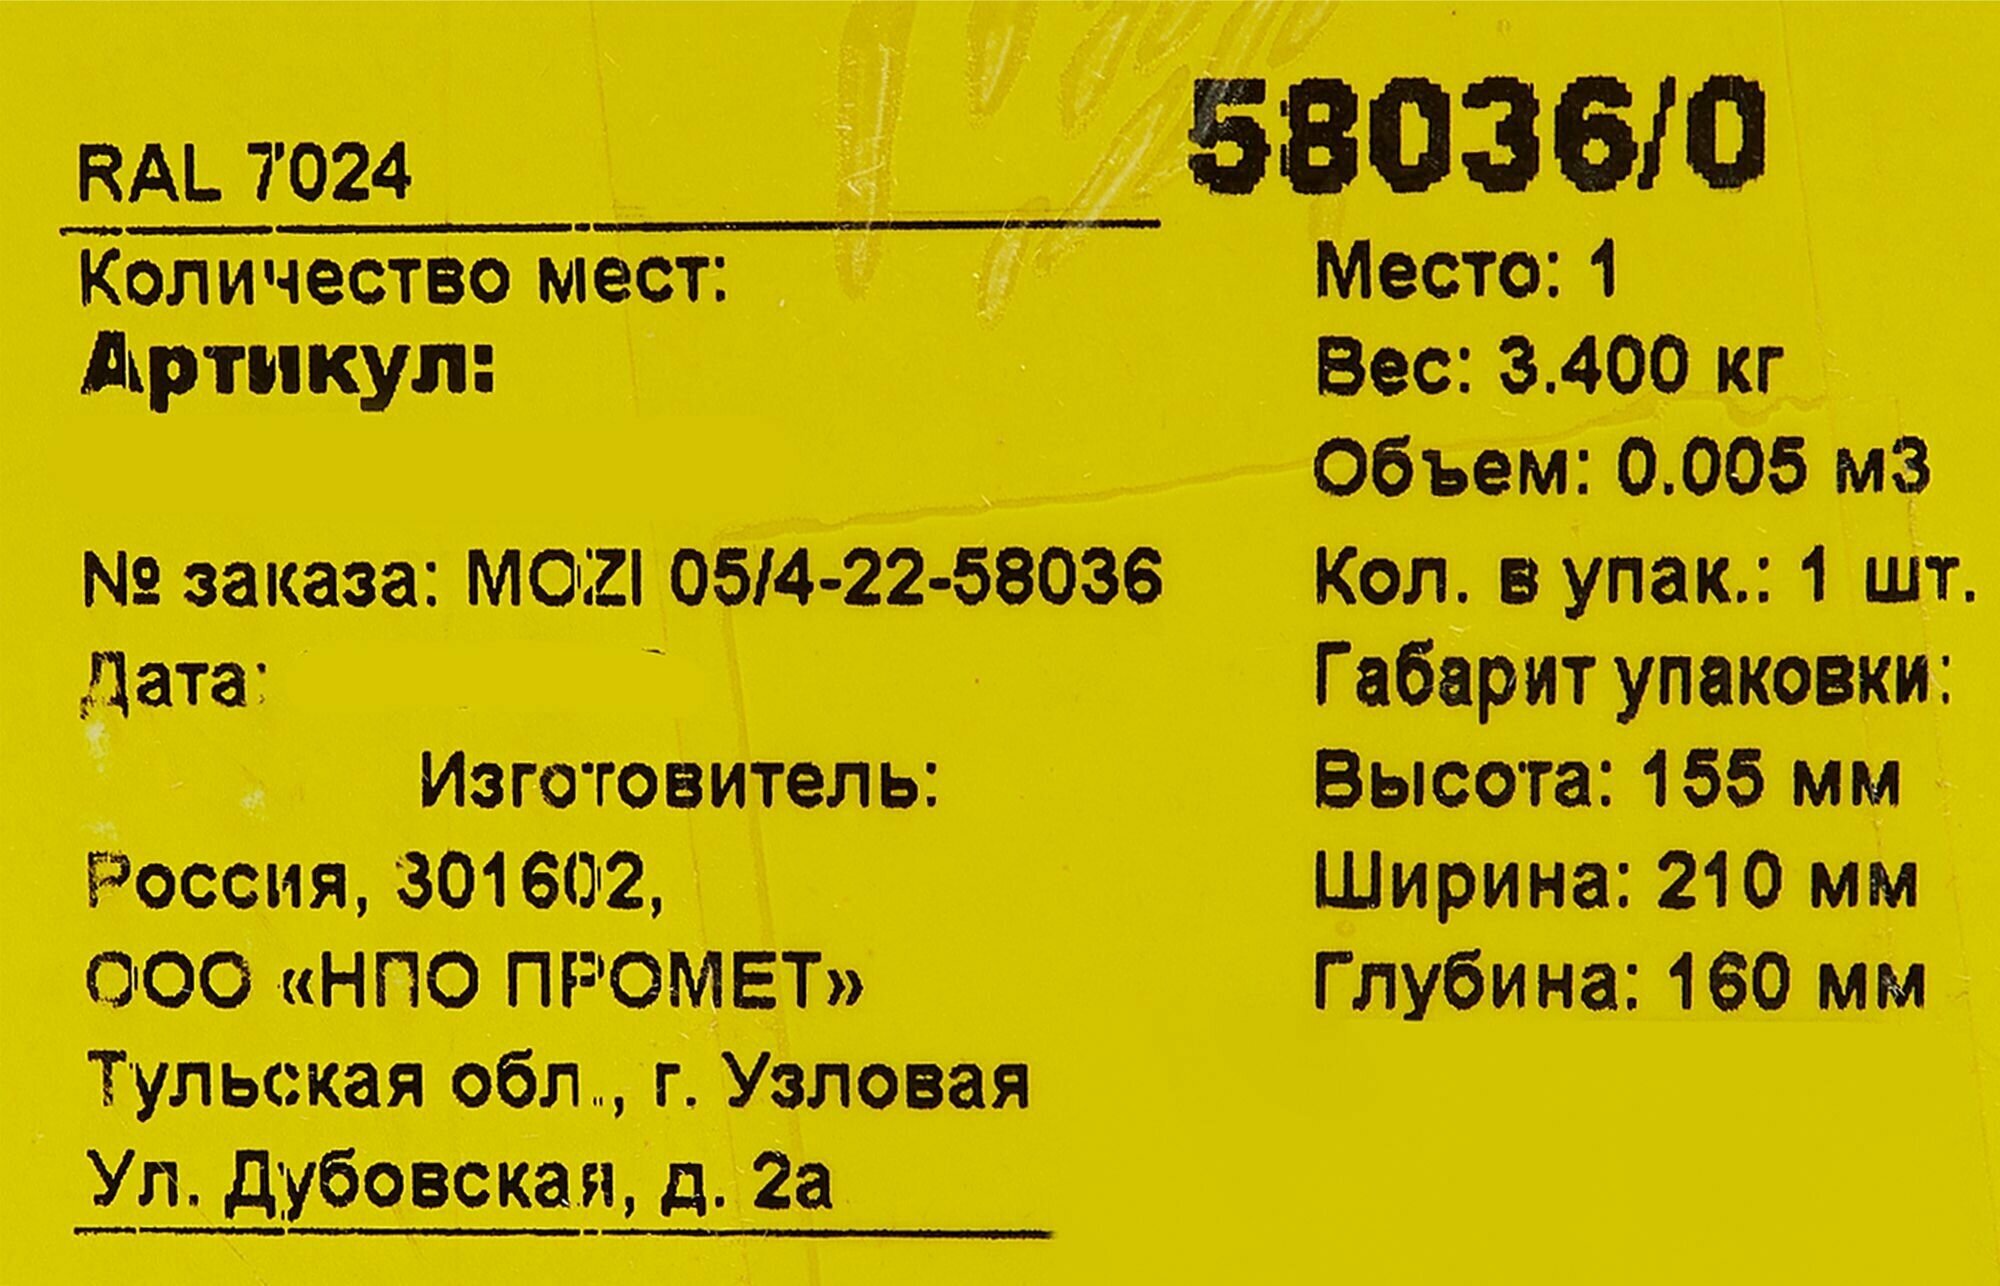 58036/0
RAL 7024
Количество мест:
Артикул:
№ заказа: MOZI 05/4-22-58036
Дата:
Изготовитель:
Россия, 301602,
ООО «НПО ПРОМЕТ»
Тульская обл., г. Узловая
Ул. Дубовская, д. 2а
Место: 1
Вес: 3.400 кг
Объем: 0.005 м3
Кол. в упак.: 1 шт.
Габарит упаковки:
Высота: 155 мм
Ширина: 210 мм
Глубина: 160 мм